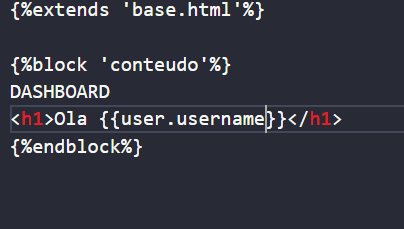 {%extends 'base.html'%}
{%block 'conteudo'%}
DASHBOARD
<h1>Ola {{user.username}}</h1>
{%endblock%}